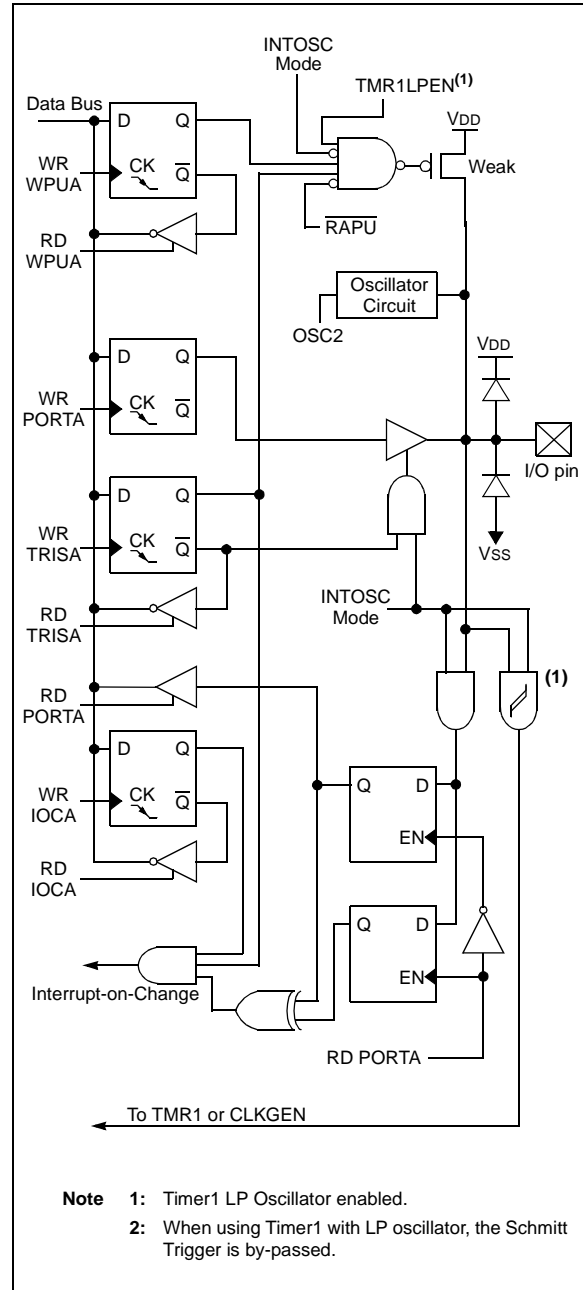 INTOSC
Mode
TMR1LPEN(1)
Data Bus
D Q
VDD
WR
WPUA
CK
Q
Weak
RD
WPUA
RAPU
Oscillator
Circuit
OSC2
VDD
D Q
WR
PORTA
CK
Q
I/O pin
D Q
WR
TRISA
CK
Q
VSS
INTOSC
Mode
RD
TRISA
(1)
RD
PORTA
D Q
Q D
WR
IOCA
CK
Q
EN
RD
IOCA
Q D
EN
Interrupt-on-Change
RD PORTA
To TMR1 or CLKGEN
Note 1: Timer1 LP Oscillator enabled.
2: When using Timer1 with LP oscillator, the Schmitt
Trigger is by-passed.